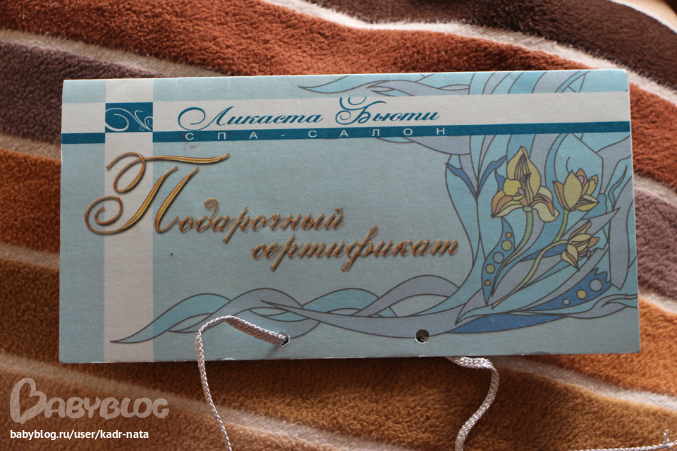 Ликаста Бьюти
СПА-САЛОН
Подарочный
сертификат
BABYBLOG
babyblog.ru/user/kadr-nata